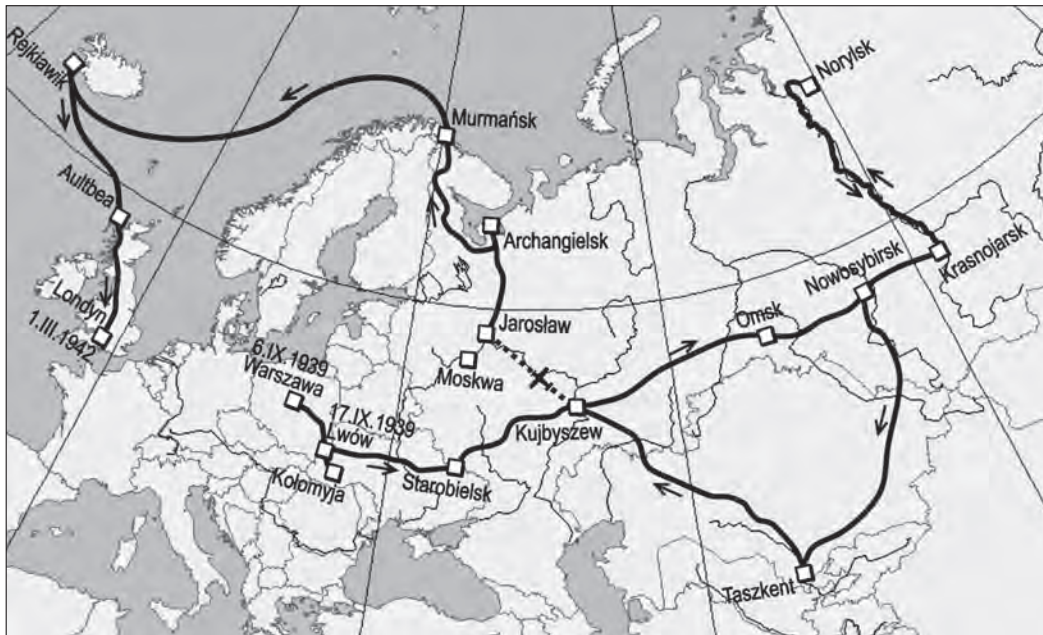 Rejkiawik
Norylsk
Murmańsk
Aultbea
Archangielsk
Krasnojarsk
Nowosybirsk
Londyn
1.III.1942
Jarosław
Omsk
6.IX.1939
Warszawa
Moskwa
17.IX.1939
Lwów
Kujbyszew
Kołomyja
Starobielsk
Taszkent